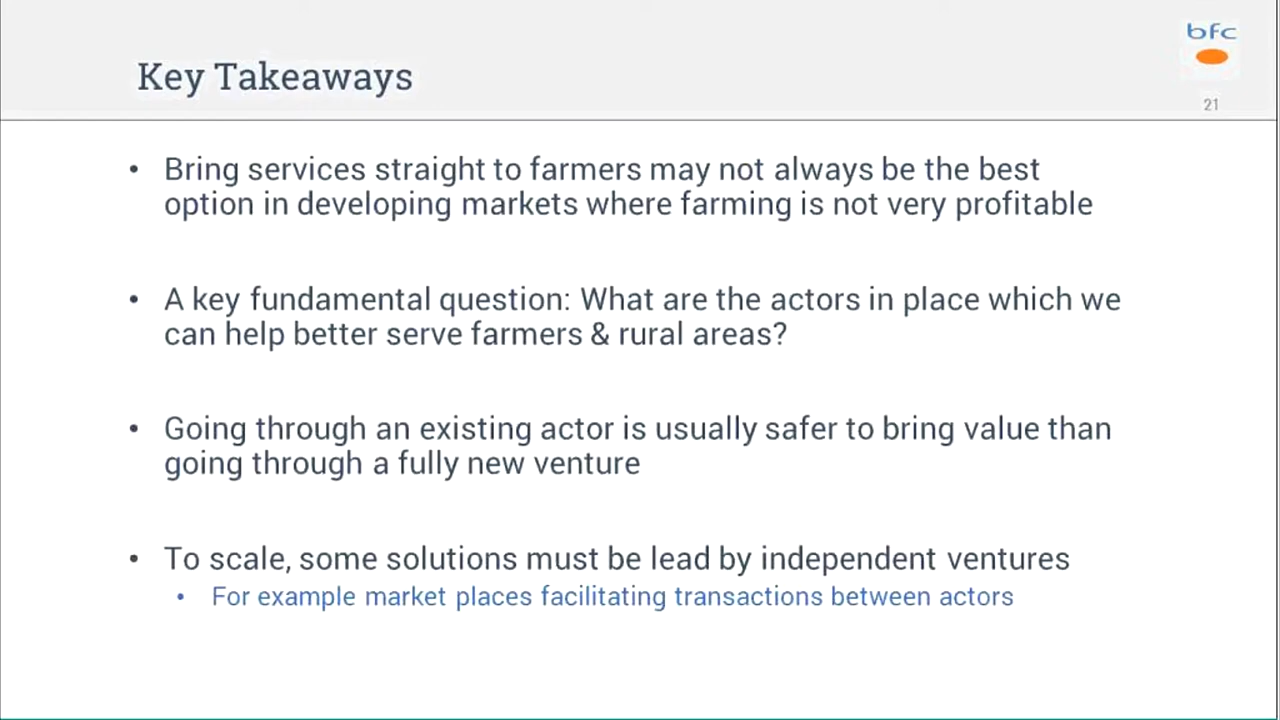 bfc
Key Takeaways
21
• Bring services straight to farmers may not always be the best
option in developing markets where farming is not very profitable
• A key fundamental question: What are the actors in place which we
can help better serve farmers & rural areas?
• Going through an existing actor is usually safer to bring value than
going through a fully new venture
• To scale, some solutions must be lead by independent ventures
• For example market places facilitating transactions between actors